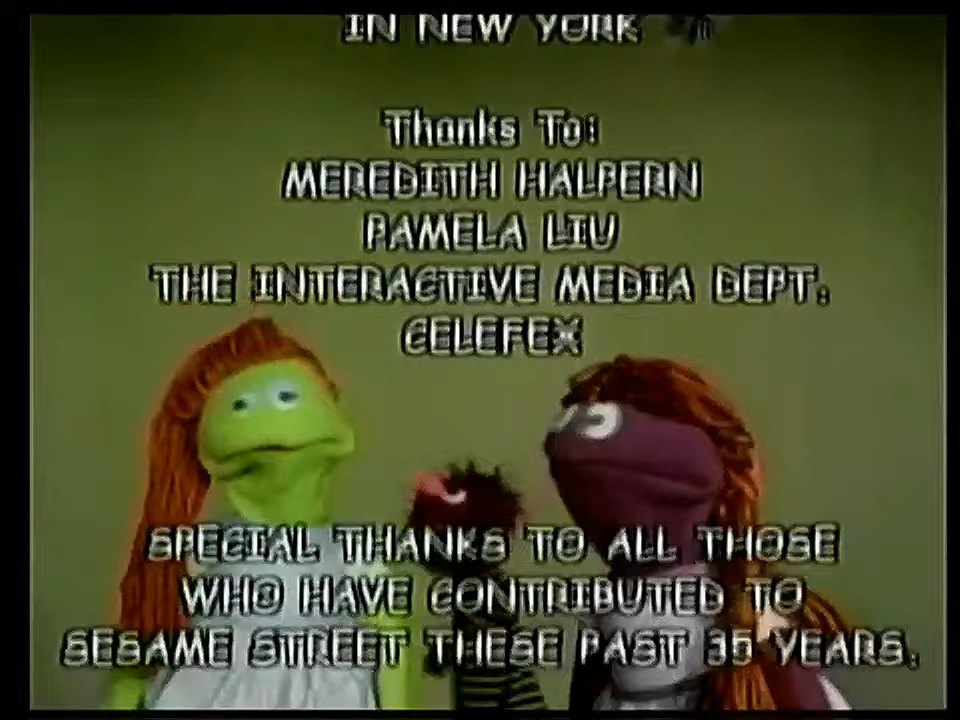 IN NEW YORK
Thanks To:
MEREDITH HALPERN
PAMELA LIU
THE INTERACTIVE MEDIA DEPT.
CELEFEX
SPECIAL THANKS TO ALL THOSE
WHO HAVE CONTRIBUTED TO
SESAME STREET THESE PAST 35 YEARS.